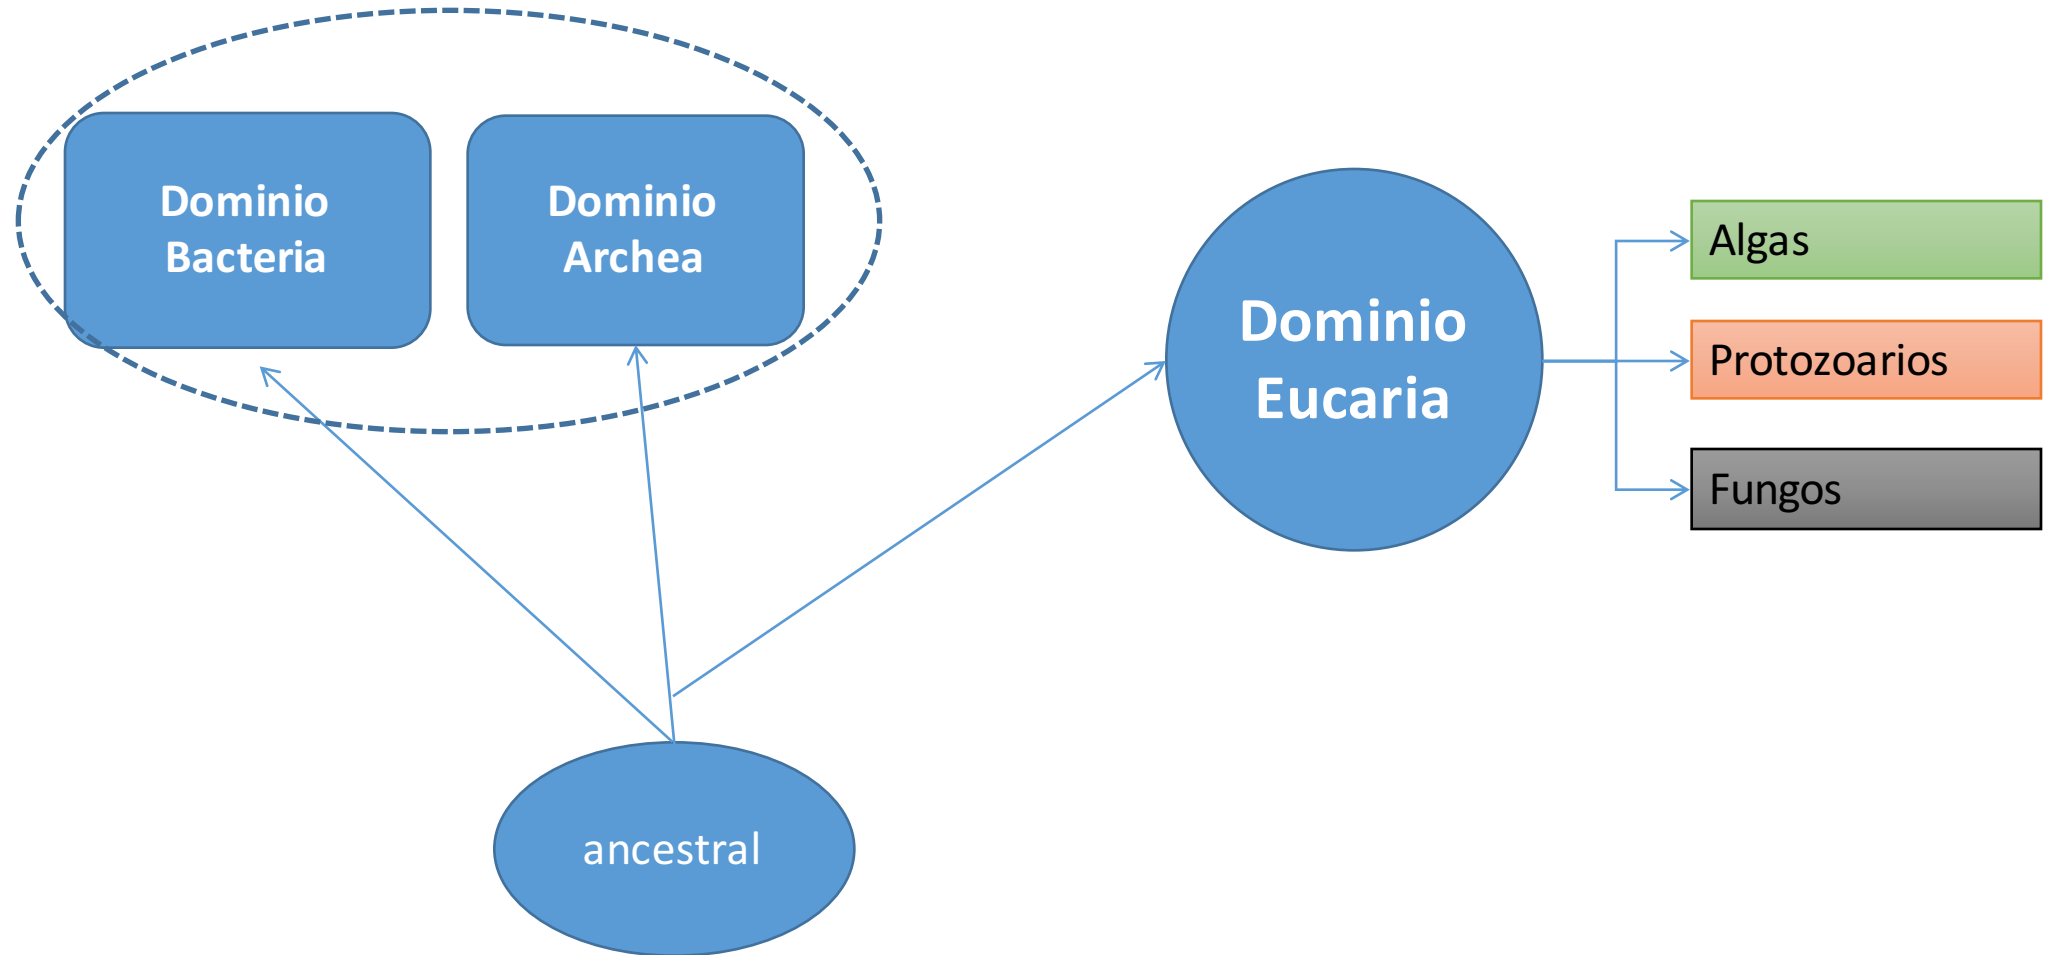 Dominio
Bacteria
Dominio
Archea
Dominio
Eucaria
Algas
Protozoarios
Fungos
ancestral